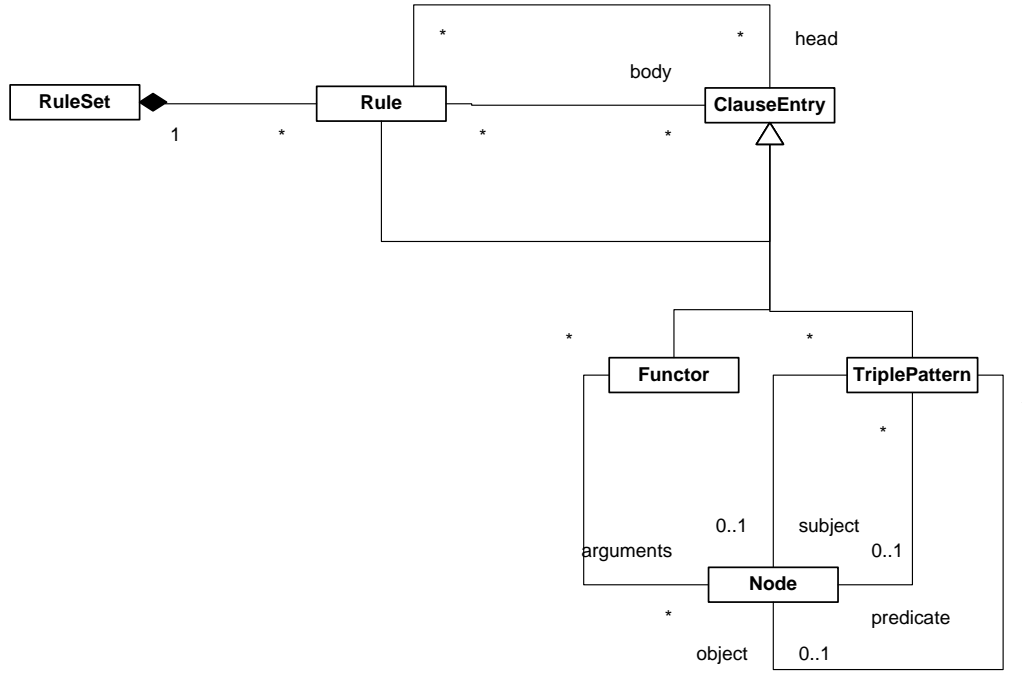 * * head
body
RuleSet Rule ClauseEntry
1 * * *
* *
Functor TriplePattern
*
0..1 subject
arguments 0..1
Node
* predicate
object 0..1